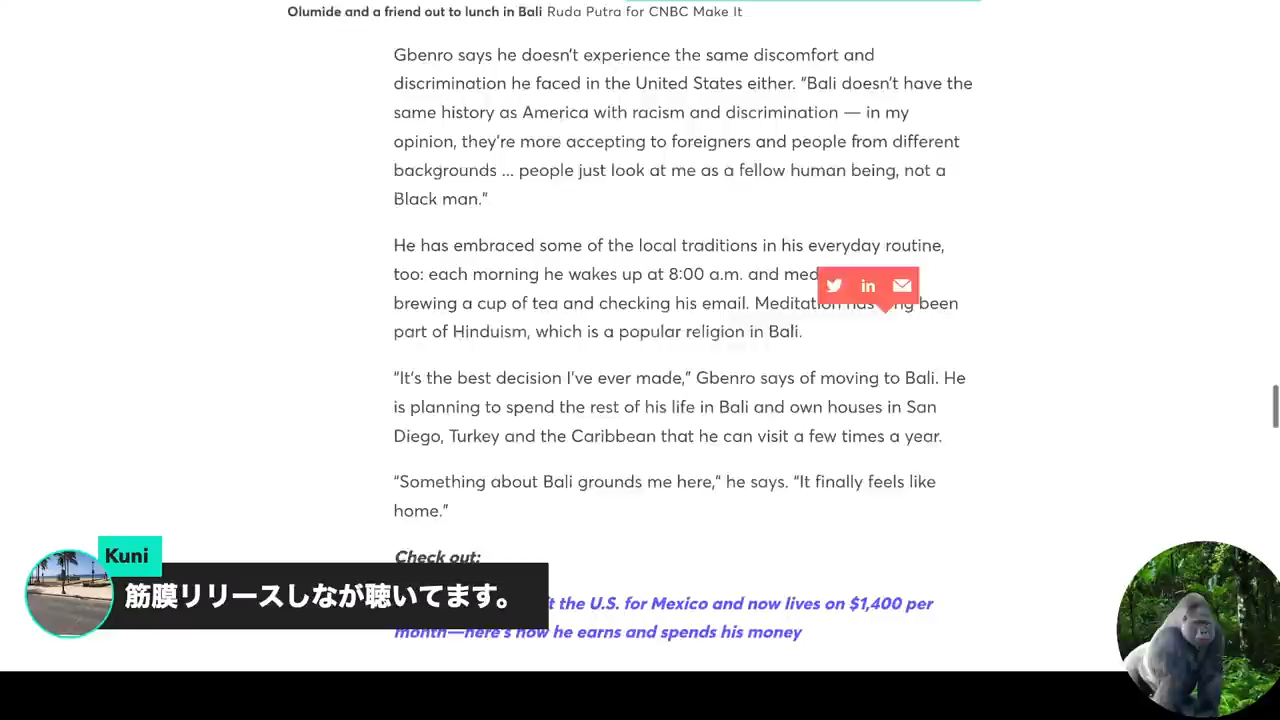 Olumide and a friend out to lunch in Bali Ruda Putra for CNBC Make It
Gbenro says he doesn't experience the same discomfort and
discrimination he faced in the United States either. “Bali doesn't have the
same history as America with racism and discrimination — in my
opinion, they're more accepting to foreigners and people from different
backgrounds ... people just look at me as a fellow human being, not a
Black man.”
He has embraced some of the local traditions in his everyday routine,
too: each morning he wakes up at 8:00 a.m. and med
in
brewing a cup of tea and checking his email. Meditation has been
part of Hinduism, which is a popular religion in Bali.
“It's the best decision I've ever made,” Gbenro says of moving to Bali. He
is planning to spend the rest of his life in Bali and own houses in San
Diego, Turkey and the Caribbean that he can visit a few times a year.
“Something about Bali grounds me here,“ he says. “It finally feels like
home.”
Check out:
Kuni
筋膜リリースしなが聴いてます。
t the U.S. for Mexico and now lives on $1,400 per
month—here's how he earns and spends his money